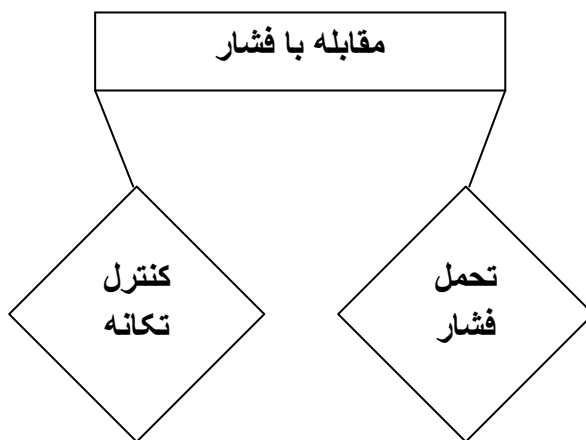 مقابله با فشار
تحمل
فشار
کنترل
تکانه